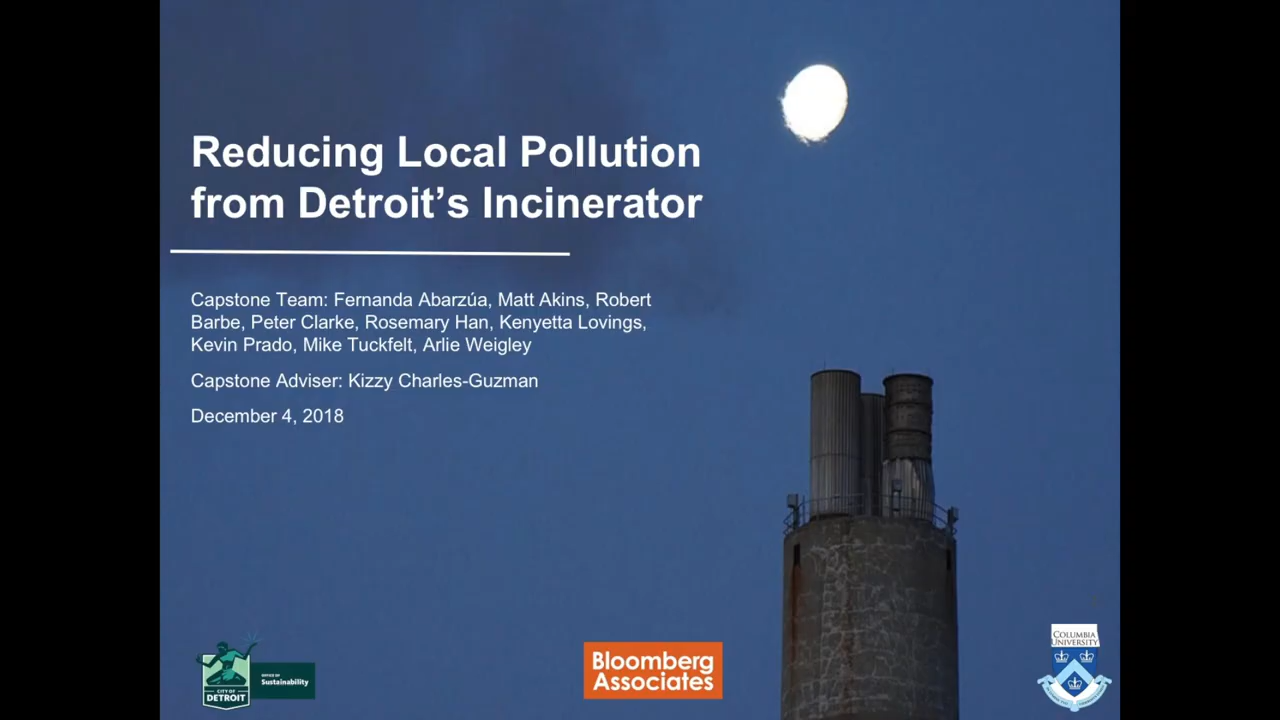 Reducing Local Pollution
from Detroit's Incinerator
Capstone Team: Fernanda Abarzúa, Matt Akins, Robert
Barbe, Peter Clarke, Rosemary Han, Kenyetta Lovings,
Kevin Prado, Mike Tuckfelt, Arlie Weigley
Capstone Adviser: Kizzy Charles-Guzman
December 4, 2018
CITY OF
DETROIT
OFFICE OF
Sustainability
Bloomberg
Associates
COLUMBIA
UNIVERSITY